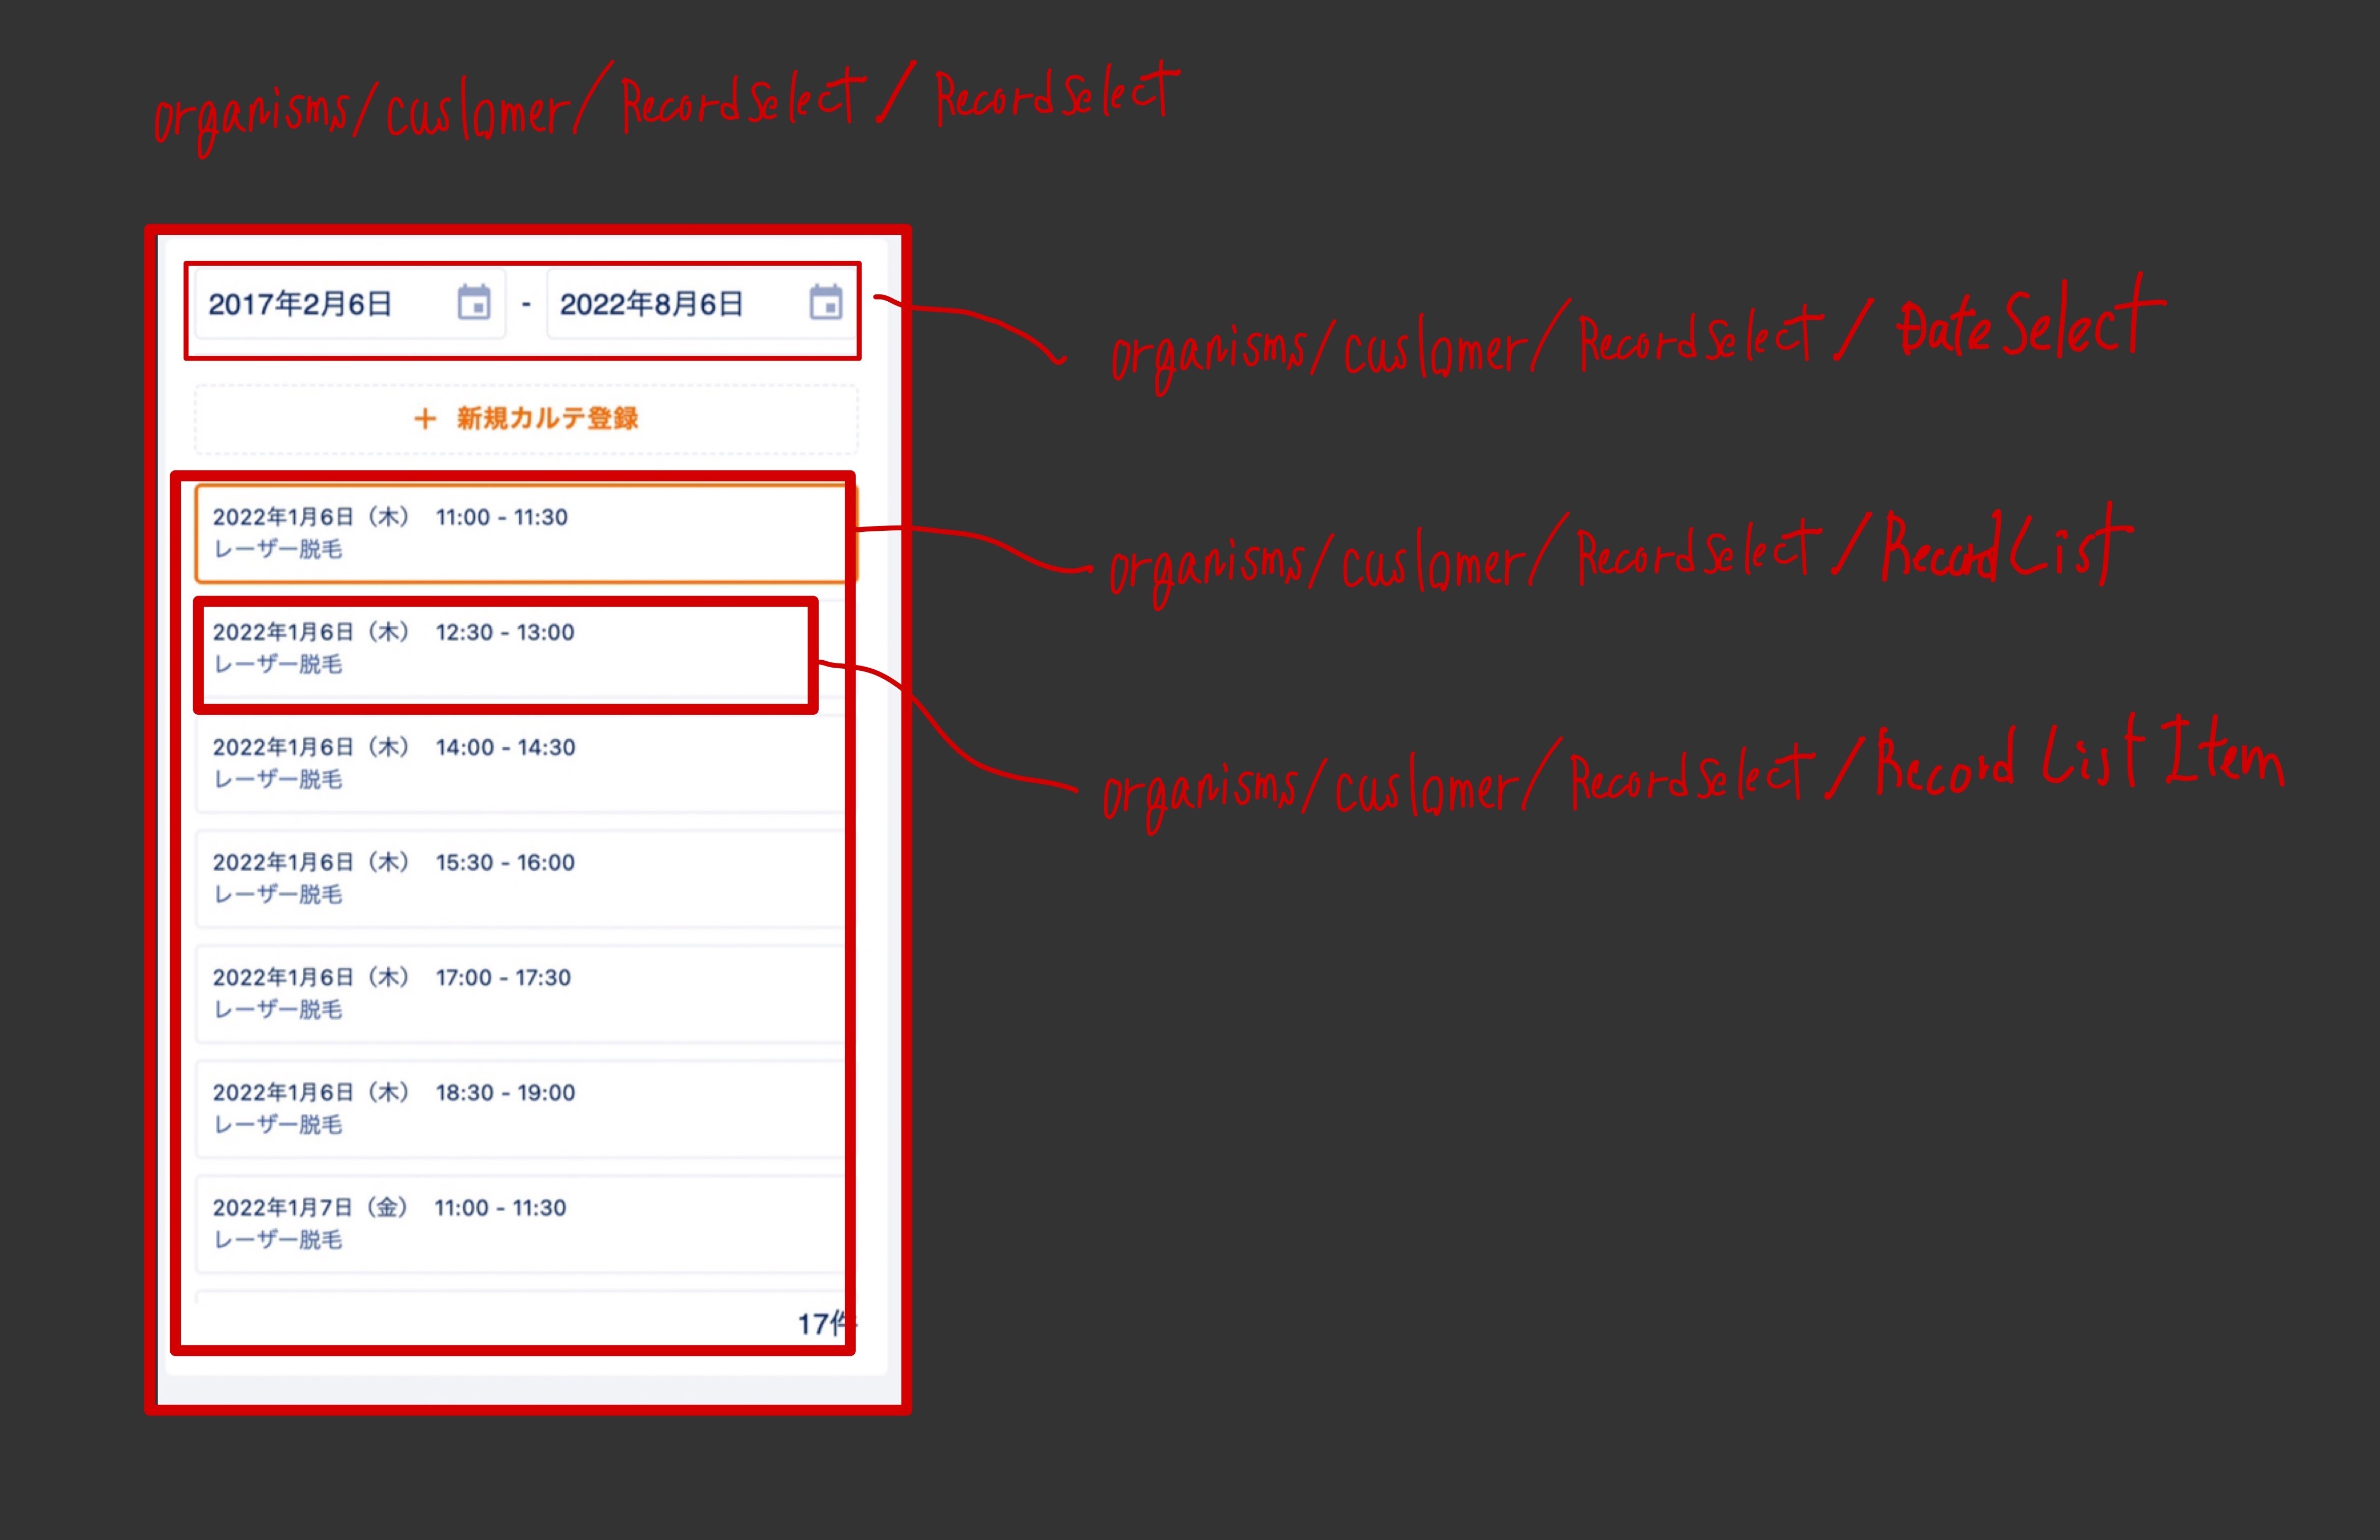 organisms/cuslomer/RecordSelect/RecordSelect
2017年2月6日 - 2022年8月6日
organisms/cuslomer/RecordSelect/DateSelect
+ 新規カルテ登録
2022年1月6日（木） 11:00 - 11:30
レーザー脱毛
organisms/cuslomer/RecordSelect/RecordList
2022年1月6日（木） 12:30 - 13:00
レーザー脱毛
organisms/cuslomer/RecordSelect/RecordListItem
2022年1月6日（木） 14:00 - 14:30
レーザー脱毛
2022年1月6日（木） 15:30 - 16:00
レーザー脱毛
2022年1月6日（木） 17:00 - 17:30
レーザー脱毛
2022年1月6日（木） 18:30 - 19:00
レーザー脱毛
2022年1月7日（金） 11:00 - 11:30
レーザー脱毛
17件